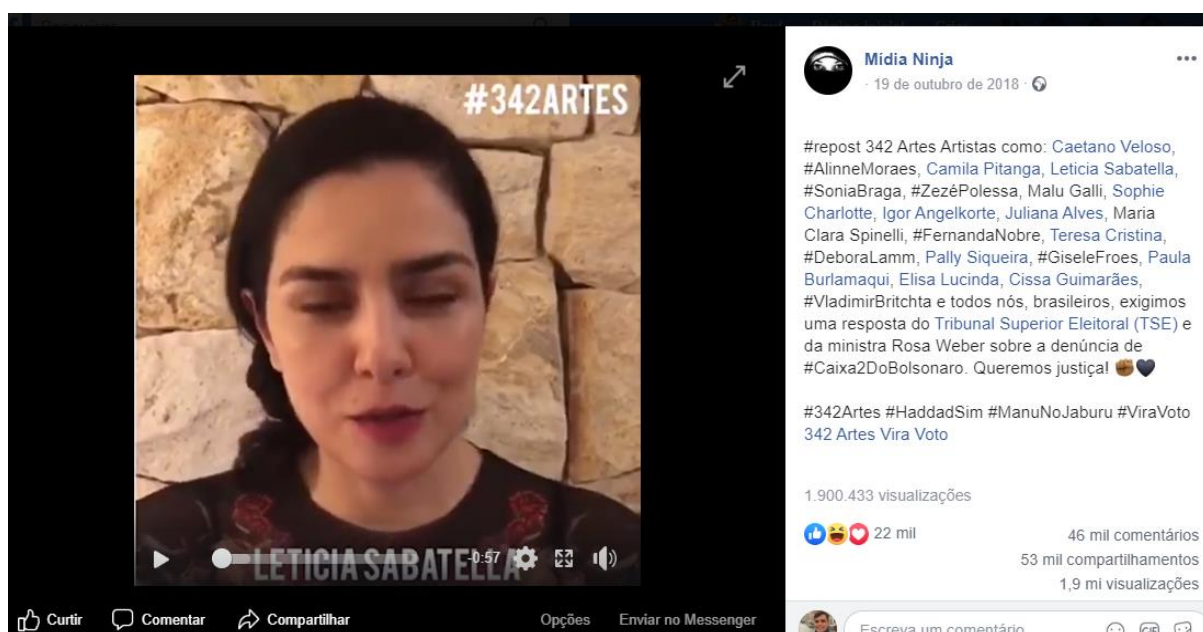 #342ARTES
LETICIA SABATELLA
-0:57
Curtir
Comentar
Compartilhar
Opções
Enviar no Messenger
Mídia Ninja
· 19 de outubro de 2018 ·
#repost 342 Artes Artistas como: Caetano Veloso,
#AlinneMoraes, Camila Pitanga, Leticia Sabatella,
#SoniaBraga, #ZezéPolessa, Malu Galli, Sophie
Charlotte, Igor Angelkorte, Juliana Alves, Maria
Clara Spinelli, #FernandaNobre, Teresa Cristina,
#DeboraLamm, Pally Siqueira, #GiseleFroes, Paula
Burlamaqui, Elisa Lucinda, Cissa Guimarães,
#VladimirBritchta e todos nós, brasileiros, exigimos
uma resposta do Tribunal Superior Eleitoral (TSE) e
da ministra Rosa Weber sobre a denúncia de
#Caixa2DoBolsonaro. Queremos justiça! ✊🏾🖤
#342Artes #HaddadSim #ManuNoJaburu #ViraVoto
342 Artes Vira Voto
1.900.433 visualizações
22 mil
46 mil comentários
53 mil compartilhamentos
1,9 mi visualizações
Escreva um comentário
GIF